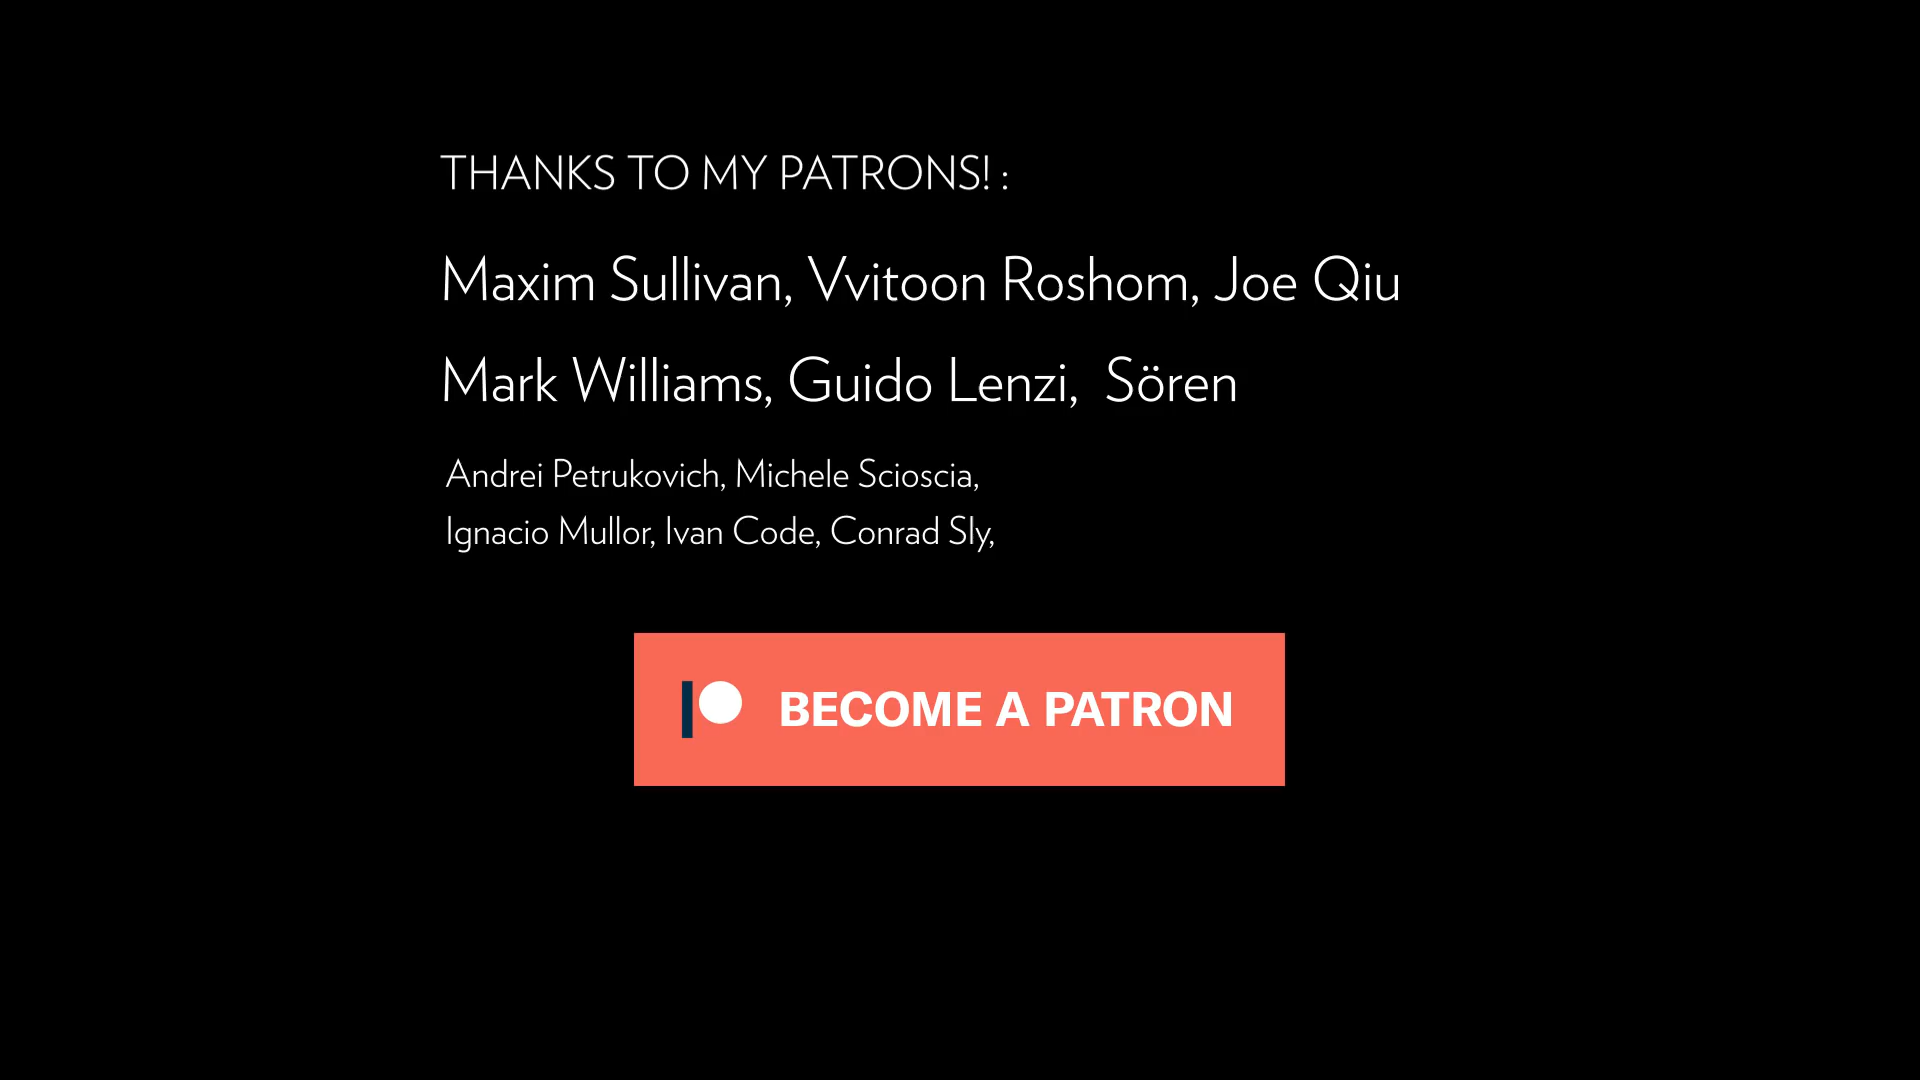 THANKS TO MY PATRONS! :
Maxim Sullivan, Vvitoon Roshom, Joe Qiu
Mark Williams, Guido Lenzi,  Sören
Andrei Petrukovich, Michele Scioscia,
Ignacio Mullor, Ivan Code, Conrad Sly,
BECOME A PATRON